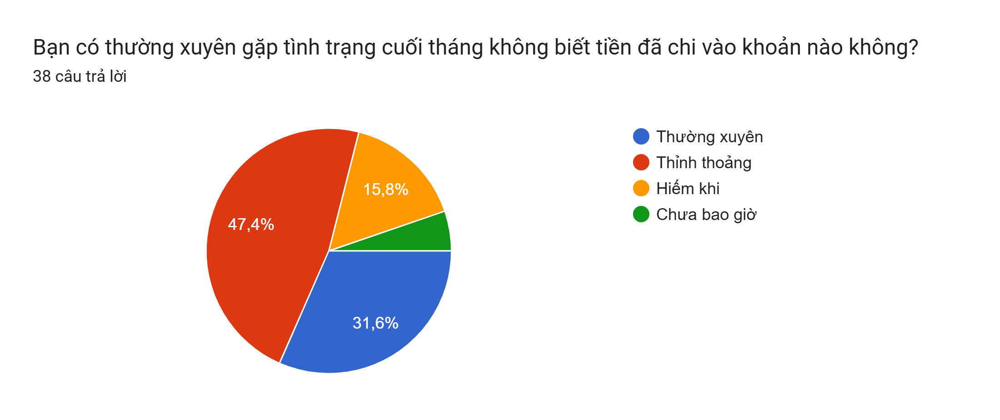 Bạn có thường xuyên gặp tình trạng cuối tháng không biết tiền đã chi vào khoản nào không?
38 câu trả lời
Thường xuyên
Thỉnh thoảng
Hiếm khi
Chưa bao giờ
15,8%
47,4%
31,6%